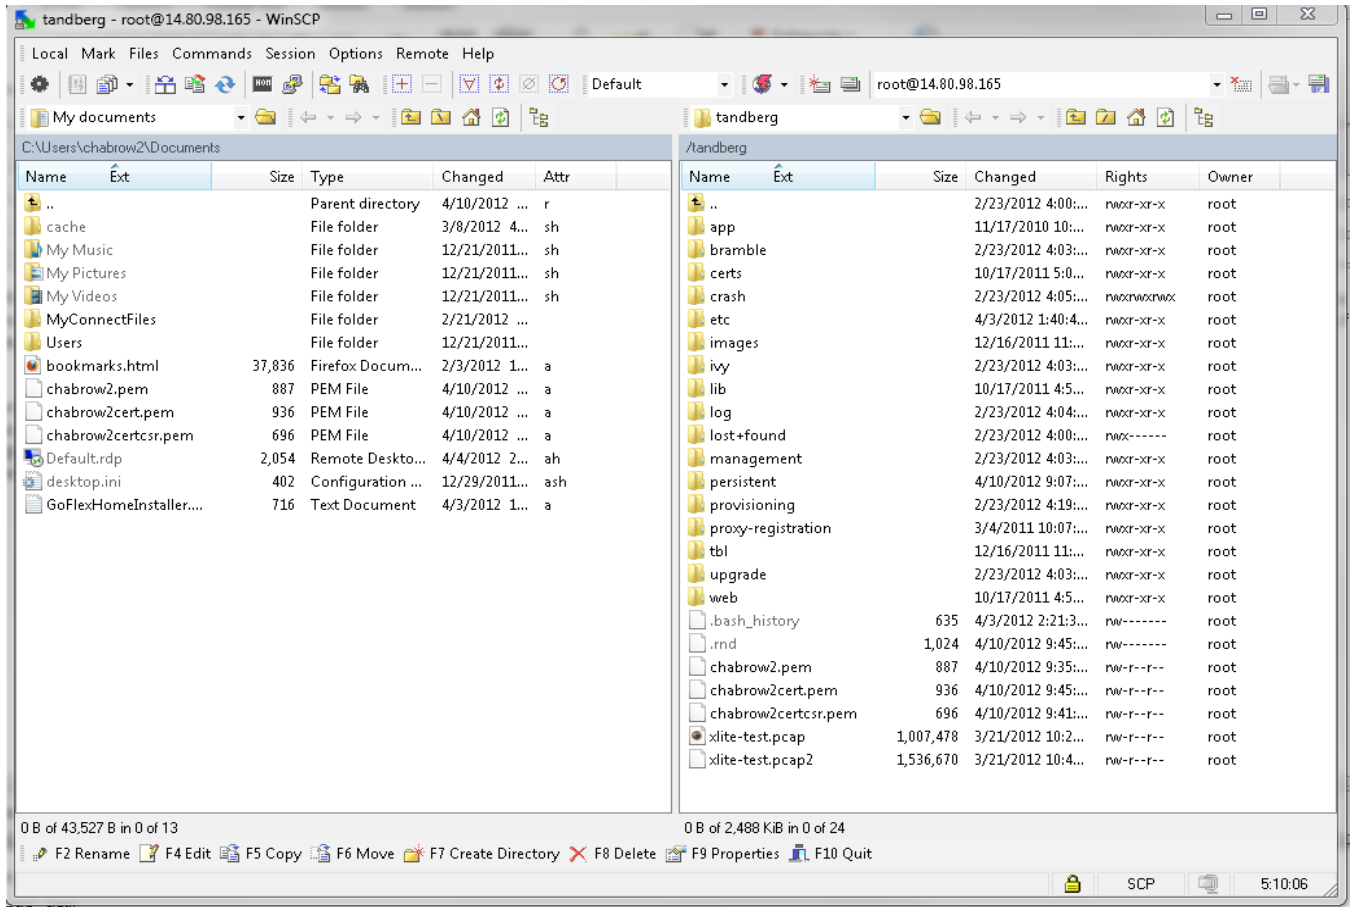 tandberg - root@14.80.98.165 - WinSCP
Local Mark Files Commands Session Options Remote Help
Default root@14.80.98.165
My documents tandberg
C:\Users\chabrow2\Documents /tandberg
Name Ext Size Type Changed Attr
.. Parent directory 4/10/2012 ... r
cache File folder 3/8/2012 4... sh
My Music File folder 12/21/2011... sh
My Pictures File folder 12/21/2011... sh
My Videos File folder 12/21/2011... sh
MyConnectFiles File folder 2/21/2012 ...
Users File folder 12/21/2011...
bookmarks.html 37,836 Firefox Docum... 2/3/2012 1... a
chabrow2.pem 887 PEM File 4/10/2012 ... a
chabrow2cert.pem 936 PEM File 4/10/2012 ... a
chabrow2certcsr.pem 696 PEM File 4/10/2012 ... a
Default.rdp 2,054 Remote Deskto... 4/4/2012 2... ah
desktop.ini 402 Configuration ... 12/29/2011... ash
GoFlexHomeInstaller.... 716 Text Document 4/3/2012 1... a
Name Ext Size Changed Rights Owner
.. 2/23/2012 4:00:... rwxr-xr-x root
app 11/17/2010 10:... rwxr-xr-x root
bramble 2/23/2012 4:03:... rwxr-xr-x root
certs 10/17/2011 5:0... rwxr-xr-x root
crash 2/23/2012 4:05:... rwxrwxrwx root
etc 4/3/2012 1:40:4... rwxr-xr-x root
images 12/16/2011 11:... rwxr-xr-x root
ivy 2/23/2012 4:03:... rwxr-xr-x root
lib 10/17/2011 4:5... rwxr-xr-x root
log 2/23/2012 4:04:... rwxr-xr-x root
lost+found 2/23/2012 4:00:... rwx------ root
management 2/23/2012 4:03:... rwxr-xr-x root
persistent 4/10/2012 9:07:... rwxr-xr-x root
provisioning 2/23/2012 4:19:... rwxr-xr-x root
proxy-registration 3/4/2011 10:07:... rwxr-xr-x root
tbl 12/16/2011 11:... rwxr-xr-x root
upgrade 2/23/2012 4:03:... rwxr-xr-x root
web 10/17/2011 4:5... rwxr-xr-x root
.bash_history 635 4/3/2012 2:21:3... rw------- root
.rnd 1,024 4/10/2012 9:45:... rw------- root
chabrow2.pem 887 4/10/2012 9:35:... rw-r--r-- root
chabrow2cert.pem 936 4/10/2012 9:45:... rw-r--r-- root
chabrow2certcsr.pem 696 4/10/2012 9:41:... rw-r--r-- root
xlite-test.pcap 1,007,478 3/21/2012 10:2... rw-r--r-- root
xlite-test.pcap2 1,536,670 3/21/2012 10:4... rw-r--r-- root
0 B of 43,527 B in 0 of 13 0 B of 2,488 KiB in 0 of 24
F2 Rename F4 Edit F5 Copy F6 Move F7 Create Directory F8 Delete F9 Properties F10 Quit
SCP 5:10:06